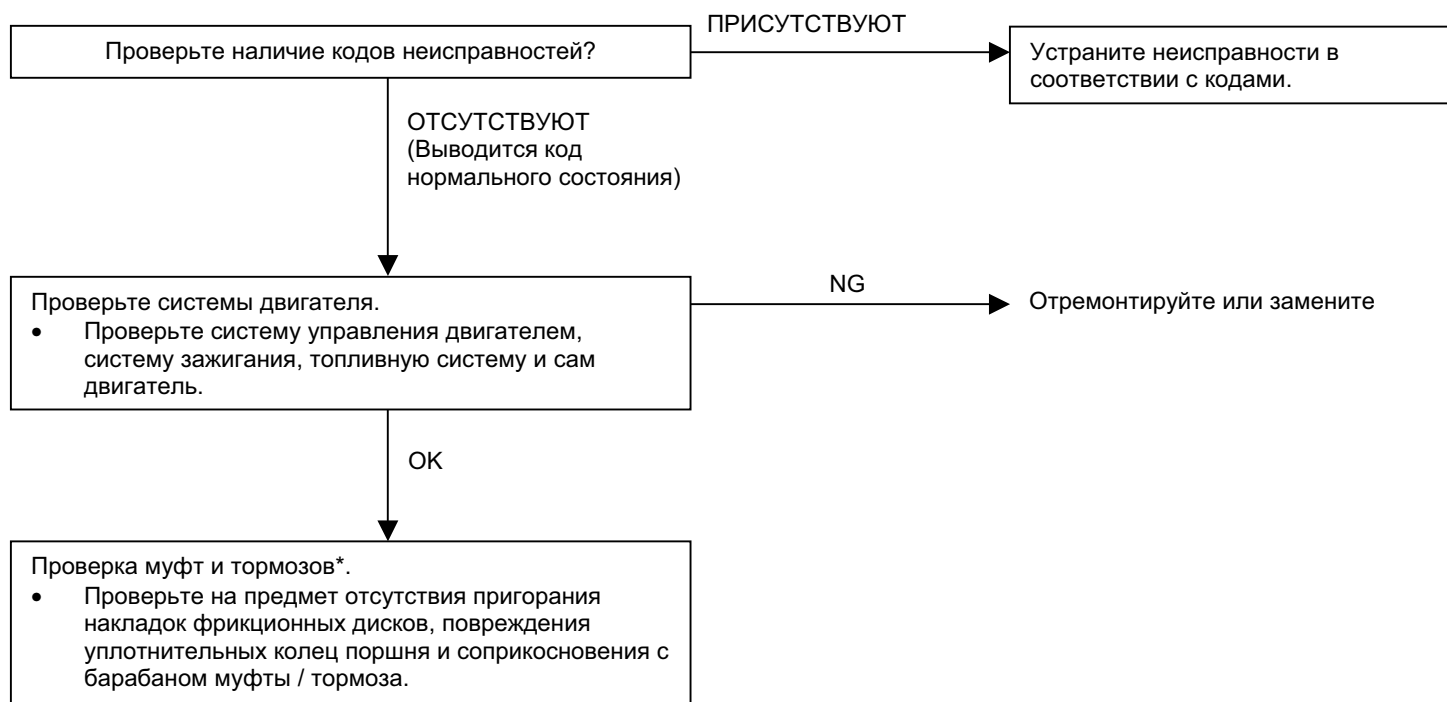 ПРИСУТСТВУЮТ
Проверьте наличие кодов неисправностей?
Устраните неисправности в
соответствии с кодами.
ОТСУТСТВУЮТ
(Выводится код
нормального состояния)
NG
Проверьте системы двигателя.
• Проверьте систему управления двигателем,
систему зажигания, топливную систему и сам
двигатель.
Отремонтируйте или замените
OK
Проверка муфт и тормозов*.
• Проверьте на предмет отсутствия пригорания
накладок фрикционных дисков, повреждения
уплотнительных колец поршня и соприкосновения с
барабаном муфты / тормоза.